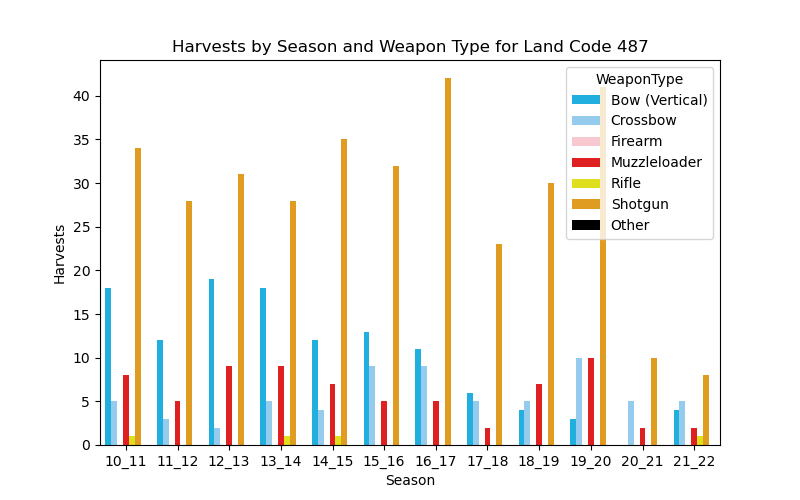 Harvests by Season and Weapon Type for Land Code 487
WeaponType
Bow (Vertical)
Crossbow
Firearm
Muzzleloader
Rifle
Shotgun
Other
40
35
30
25
20
15
10
5
0
Harvests
10_11 11_12 12_13 13_14 14_15 15_16 16_17 17_18 18_19 19_20 20_21 21_22
Season